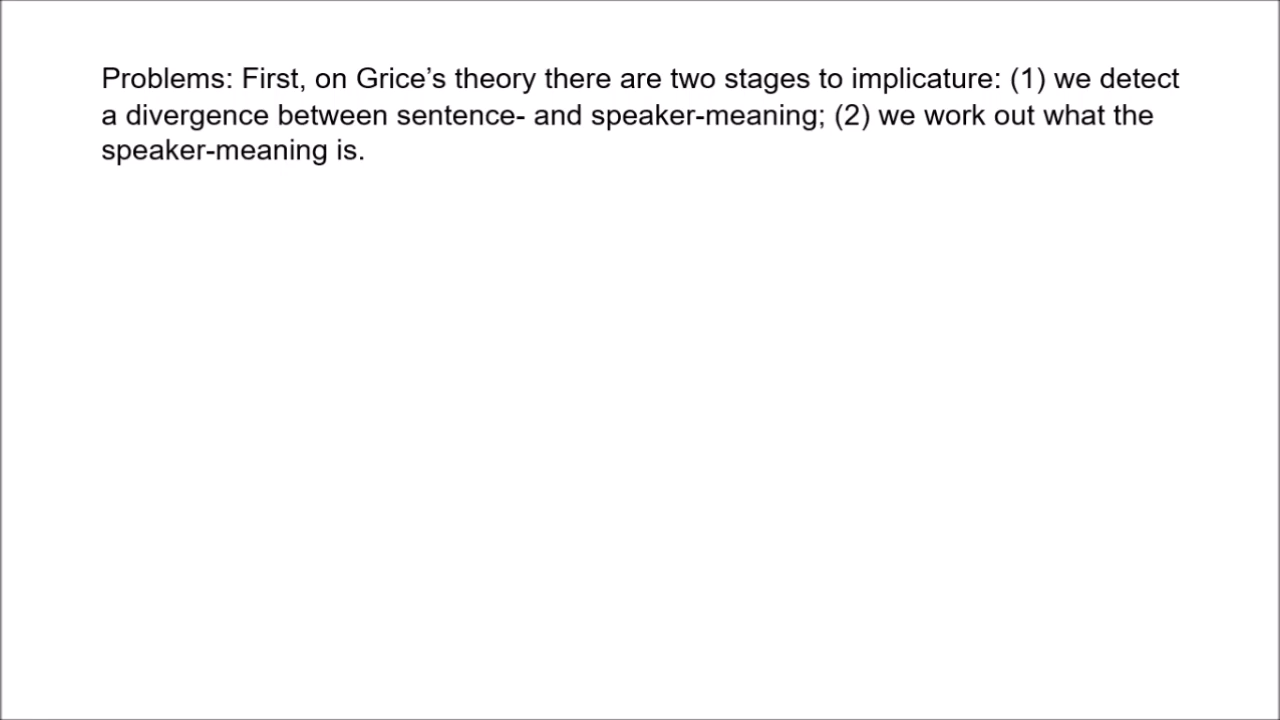 Problems: First, on Grice’s theory there are two stages to implicature: (1) we detect
a divergence between sentence- and speaker-meaning; (2) we work out what the
speaker-meaning is.